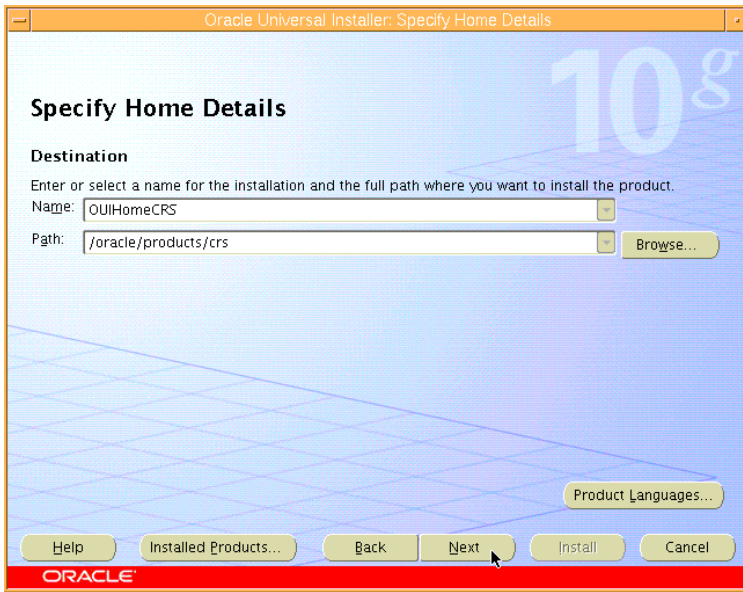 Oracle Universal Installer: Specify Home Details
10g
Specify Home Details
Destination
Enter or select a name for the installation and the full path where you want to install the product.
Name: OUIHomeCRS
Path: /oracle/products/crs Browse...
Product Languages...
Help Installed Products... Back Next Install Cancel
ORACLE